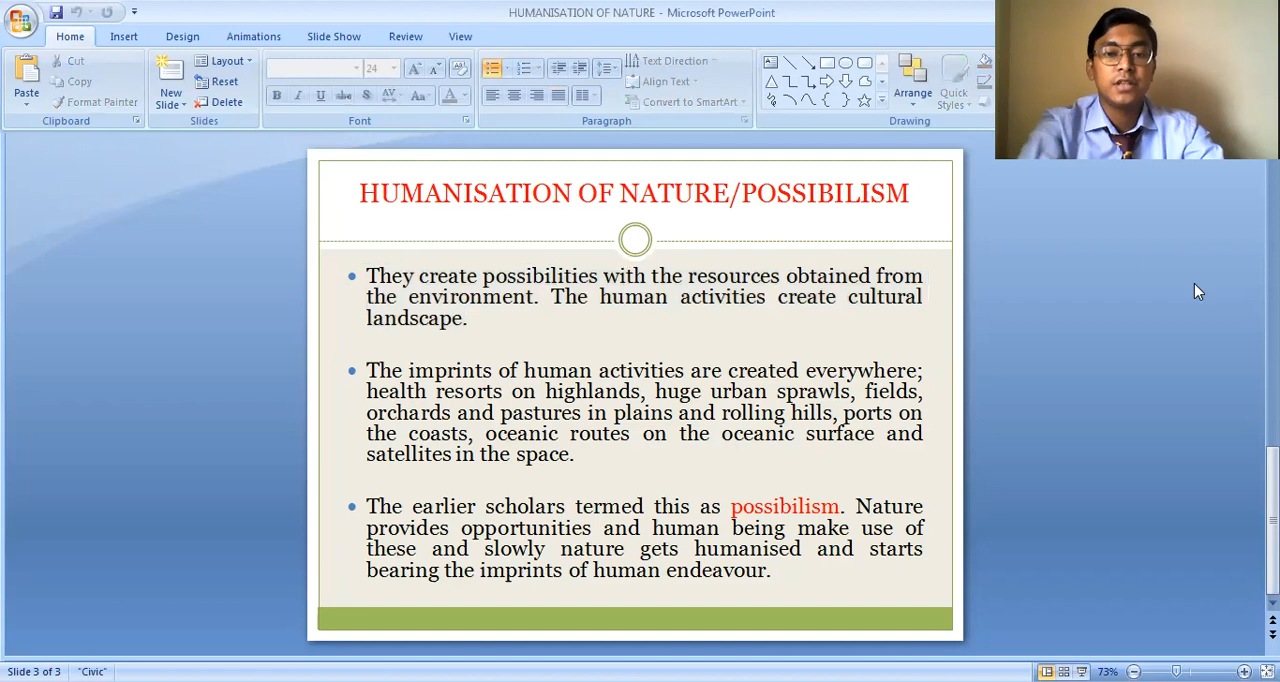 HUMANISATION OF NATURE - Microsoft PowerPoint
Home Insert Design Animations Slide Show Review View
Paste
Cut
Copy
Format Painter
Clipboard
New Slide
Layout
Reset
Delete
Slides
24
B I U abc S AV Aa A
Font
Text Direction
Align Text
Convert to SmartArt
Paragraph
Arrange
Quick Styles
Drawing
HUMANISATION OF NATURE/POSSIBILISM
They create possibilities with the resources obtained from
the environment. The human activities create cultural
landscape.
The imprints of human activities are created everywhere;
health resorts on highlands, huge urban sprawls, fields,
orchards and pastures in plains and rolling hills, ports on
the coasts, oceanic routes on the oceanic surface and
satellites in the space.
The earlier scholars termed this as possibilism. Nature
provides opportunities and human being make use of
these and slowly nature gets humanised and starts
bearing the imprints of human endeavour.
Slide 3 of 3 "Civic" 73%